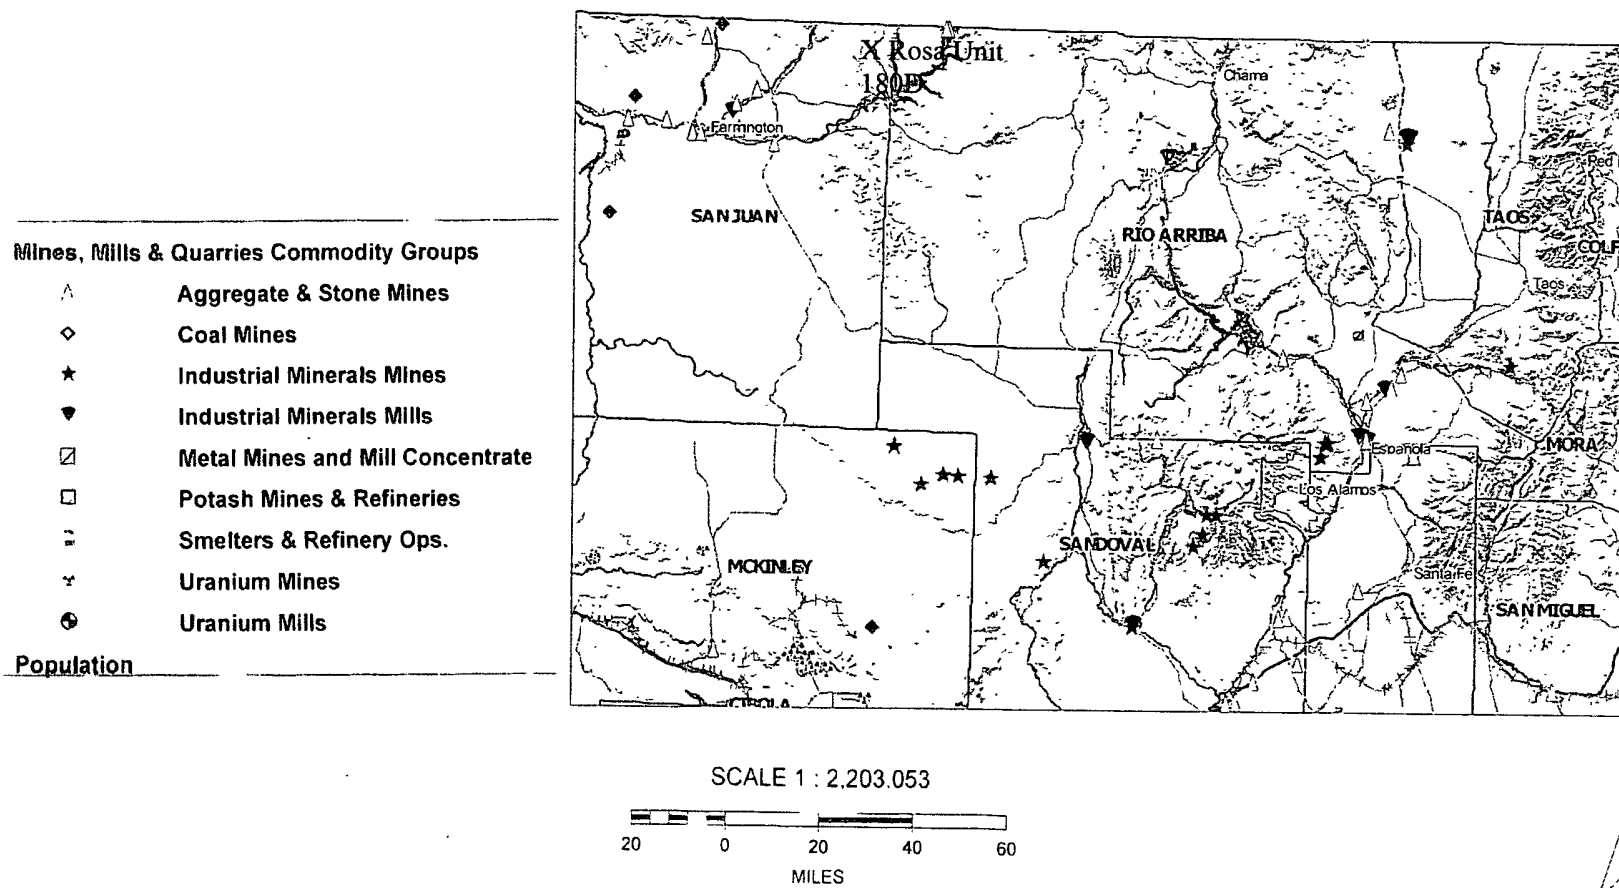 Mines, Mills & Quarries Commodity Groups
Aggregate & Stone Mines
Coal Mines
Industrial Minerals Mines
Industrial Minerals Mills
Metal Mines and Mill Concentrate
Potash Mines & Refineries
Smelters & Refinery Ops.
Uranium Mines
Uranium Mills
Population
X Rosa Unit
180D
Chama
Farmington
Red
SAN JUAN
TAOS
RIO ARRIBA
COLF
Taos
MORA
Española
Los Alamos
SANDOVAL
MCKINLEY
Santa Fe
SAN MIGUEL
CIBOLA
SCALE 1 : 2,203,053
20 0 20 40 60
MILES